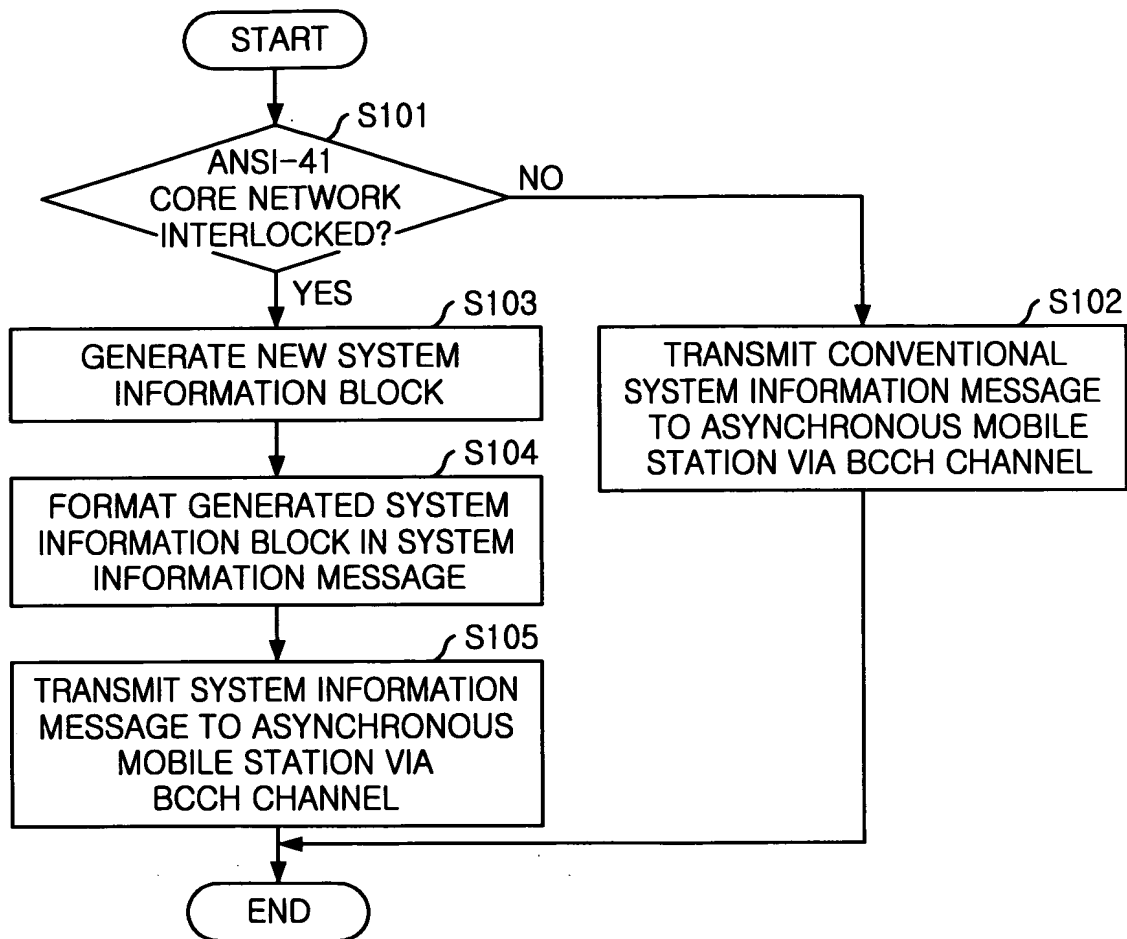 START
S101
ANSI-41
CORE NETWORK
INTERLOCKED?
NO
YES
S103
GENERATE NEW SYSTEM
INFORMATION BLOCK
S102
TRANSMIT CONVENTIONAL
SYSTEM INFORMATION MESSAGE
TO ASYNCHRONOUS MOBILE
STATION VIA BCCH CHANNEL
S104
FORMAT GENERATED SYSTEM
INFORMATION BLOCK IN SYSTEM
INFORMATION MESSAGE
S105
TRANSMIT SYSTEM INFORMATION
MESSAGE TO ASYNCHRONOUS
MOBILE STATION VIA
BCCH CHANNEL
END